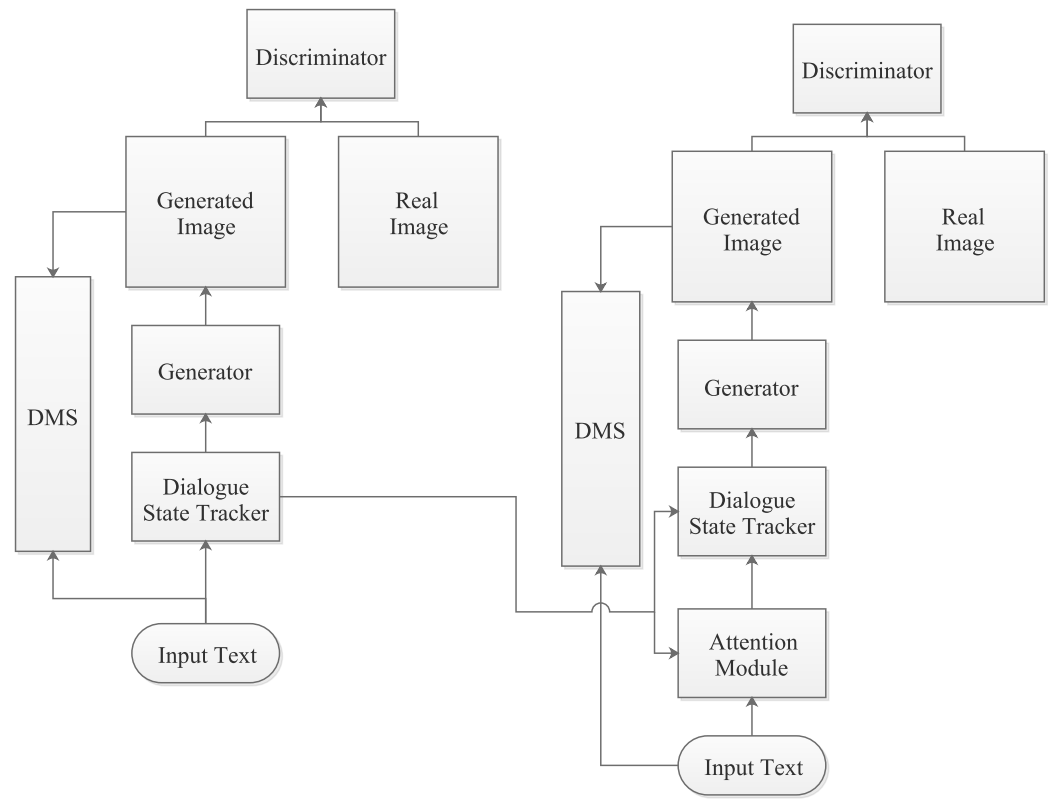 Discriminator
Generated
Image
Real
Image
DMS
Generator
Dialogue
State Tracker
Input Text
Discriminator
Generated
Image
Real
Image
DMS
Generator
Dialogue
State Tracker
Attention
Module
Input Text